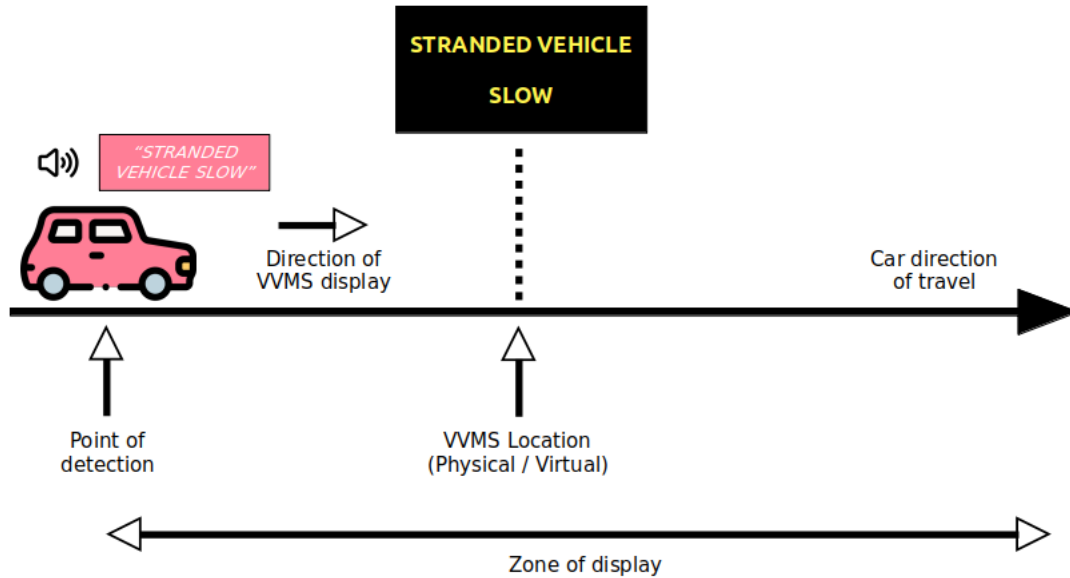 STRANDED VEHICLE
SLOW
“STRANDED
VEHICLE SLOW”
Direction of
VVMS display
Car direction
of travel
Point of
detection
VVMS Location
(Physical / Virtual)
Zone of display